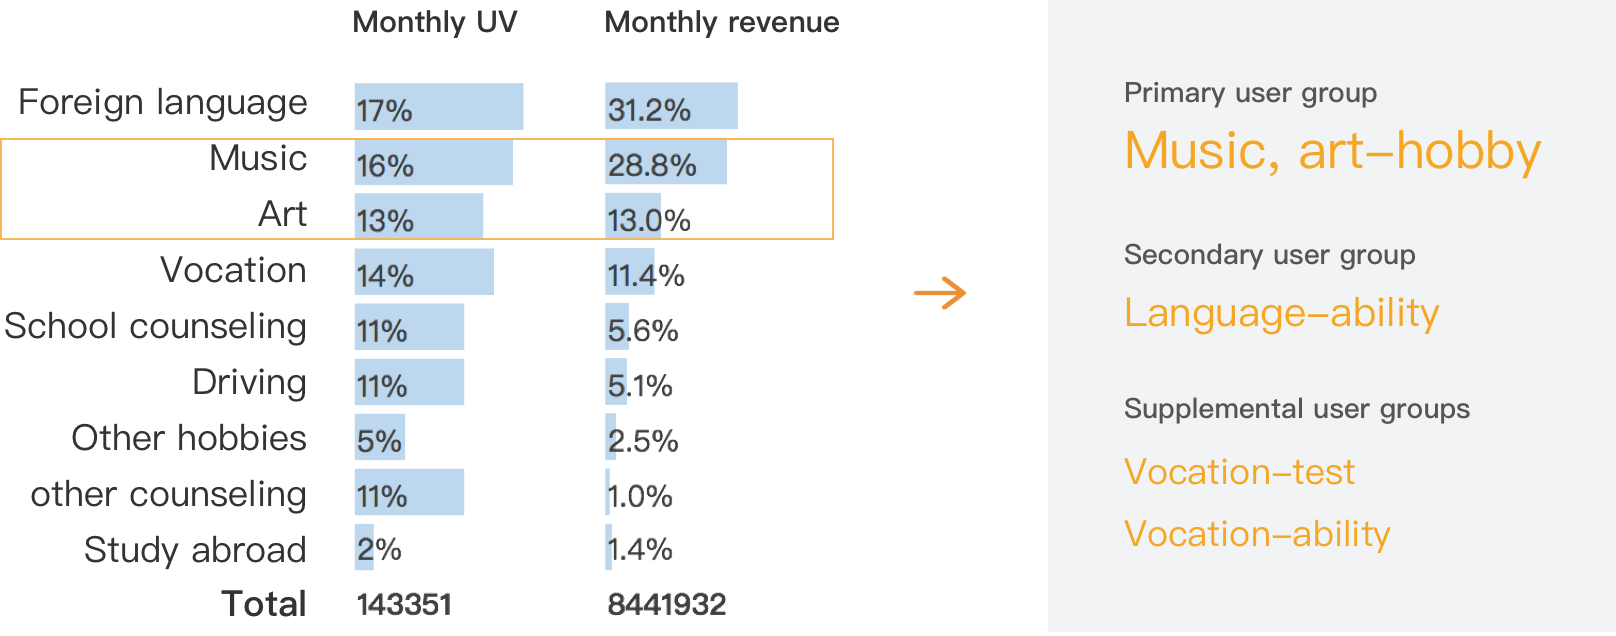 Monthly UV Monthly revenue
Foreign language 17% 31.2%
Music 16% 28.8%
Art 13% 13.0%
Vocation 14% 11.4%
School counseling 11% 5.6%
Driving 11% 5.1%
Other hobbies 5% 2.5%
other counseling 11% 1.0%
Study abroad 2% 1.4%
Total 143351 8441932
Primary user group
Music, art–hobby
Secondary user group
Language–ability
Supplemental user groups
Vocation–test
Vocation–ability